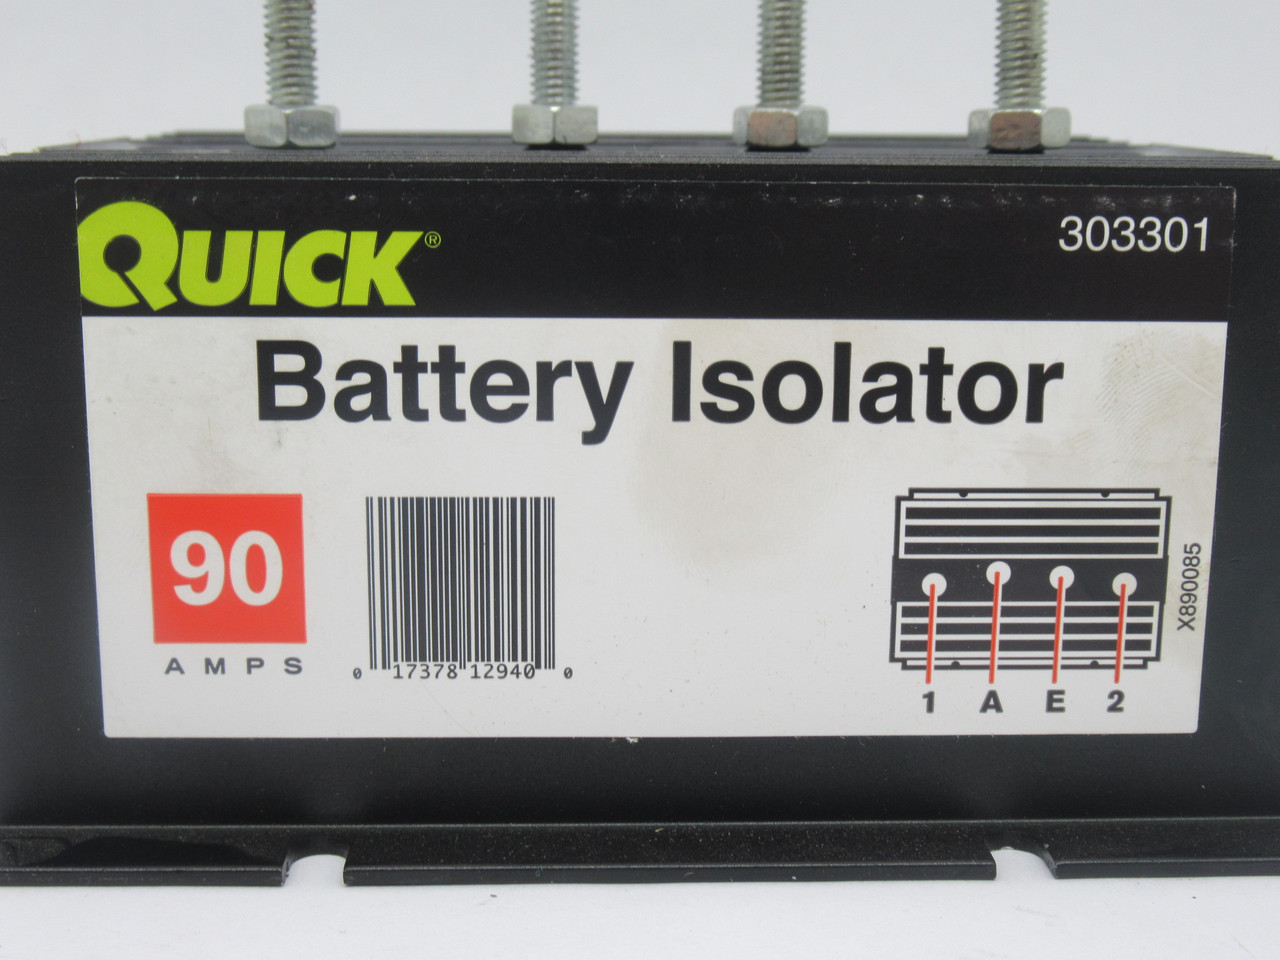 QUICK®
303301
Battery Isolator
90
AMPS
0 17378 12940 0
X890085
1 A E 2